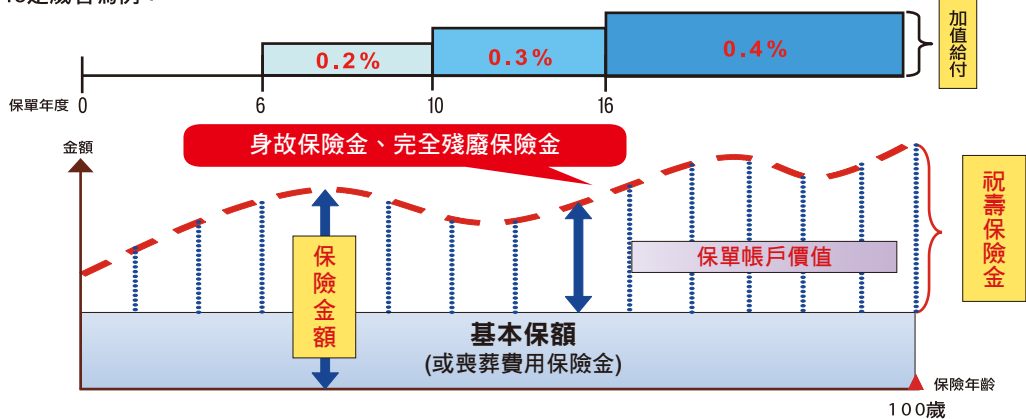 加值給付
0.2%
0.3%
0.4%
保單年度 0 6 10 16
金額
身故保險金、完全殘廢保險金
祝壽保險金
保險金額
保單帳戶價值
基本保額
(或喪葬費用保險金)
保險年齡
100歲